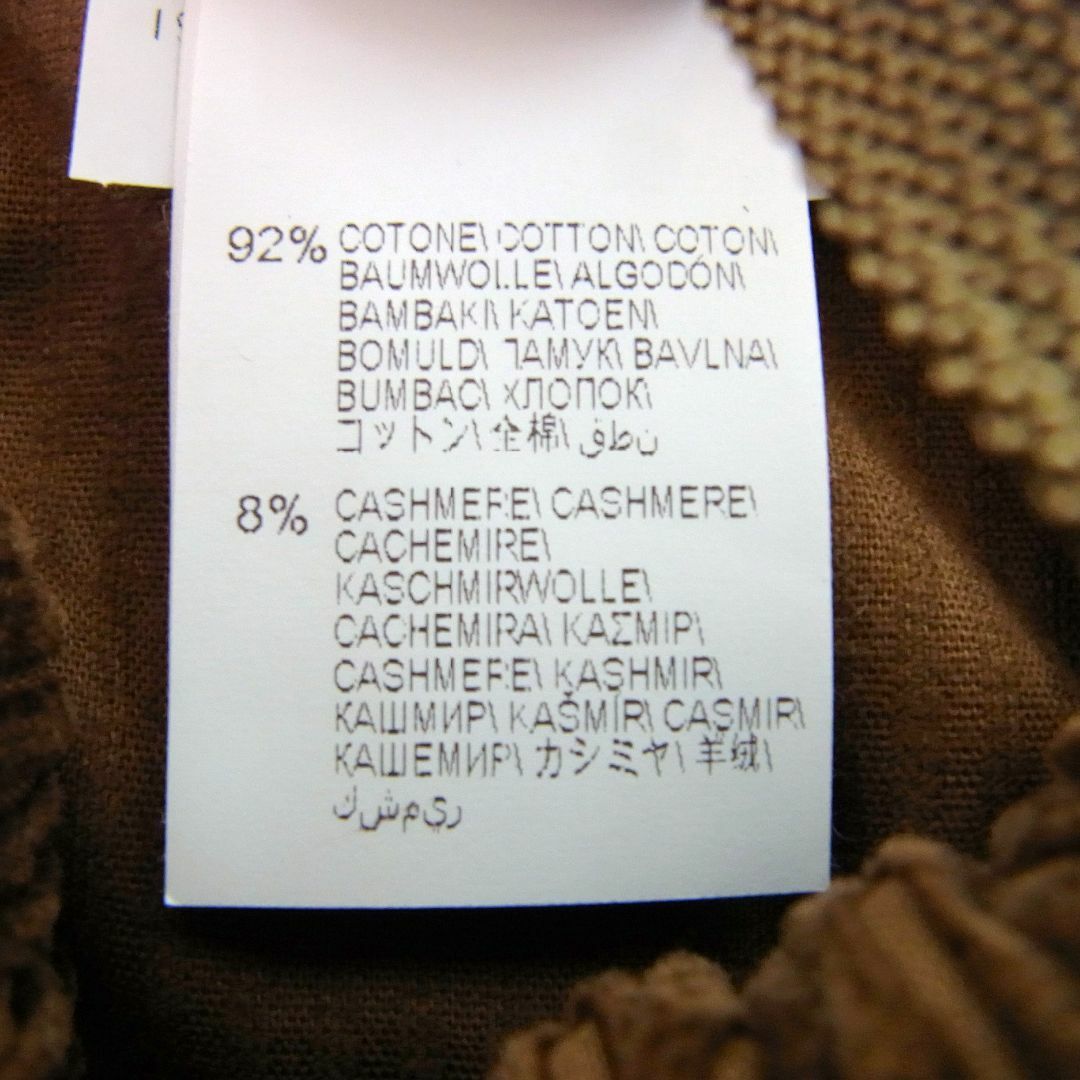 92% COTONE\ COTTON\ COTON\
BAUMWOLLE\ ALGODÓN\
BAMBAKI\ KATOEN\
BOMULD\ ПАМУК\ BAVLNA\
BUMBAC\ ХЛОПОК\
コットン\ 全棉\ قطن
8% CASHMERE\ CASHMERE\
CACHEMIRE\
KASCHMIRWOLLE\
CACHEMIRA\ ΚΑΣΜΙΡ\
CASHMERE\ KASHMIR\
КАШМИР\ KAŠMÍR\ CAȘMIR\
КАШЕМИР\ カシミヤ\ 羊绒\
كشمير